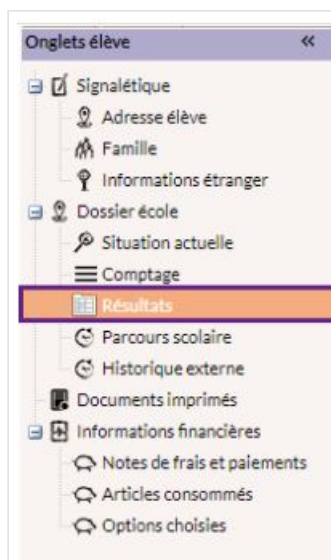 Onglets élève «
Signalétique
Adresse élève
Famille
Informations étranger
Dossier école
Situation actuelle
Comptage
Résultats
Parcours scolaire
Historique externe
Documents imprimés
Informations financières
Notes de frais et paiements
Articles consommés
Options choisies